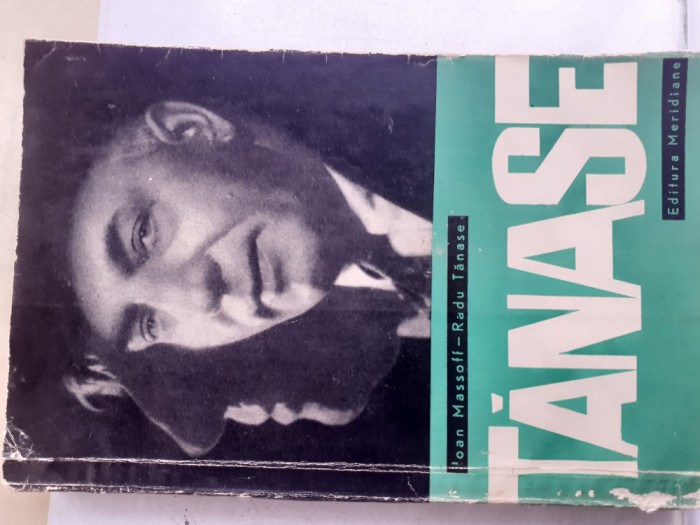 Ioan Massoff – Radu Tănase
TĂNASE
Editura Meridiane